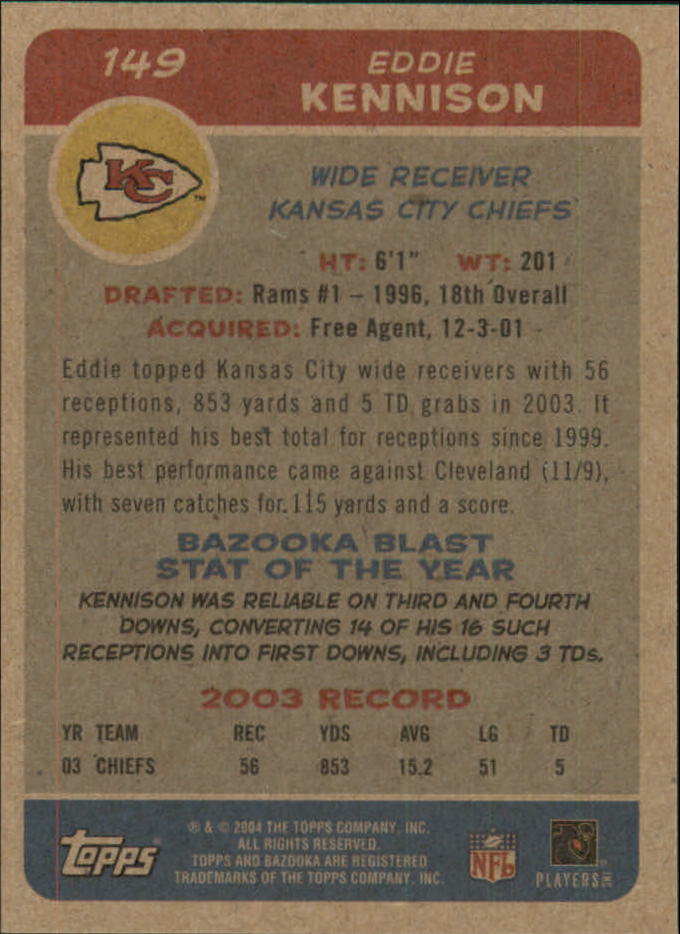 149
EDDIE
KENNISON
KC
TM
WIDE RECEIVER
KANSAS CITY CHIEFS
HT: 6'1" WT: 201
DRAFTED: Rams #1 – 1996, 18th Overall
ACQUIRED: Free Agent, 12-3-01
Eddie topped Kansas City wide receivers with 56
receptions, 853 yards and 5 TD grabs in 2003. It
represented his best total for receptions since 1999.
His best performance came against Cleveland (11/9),
with seven catches for 115 yards and a score.
BAZOOKA BLAST
STAT OF THE YEAR
KENNISON WAS RELIABLE ON THIRD AND FOURTH
DOWNS, CONVERTING 14 OF HIS 16 SUCH
RECEPTIONS INTO FIRST DOWNS, INCLUDING 3 TDs.
2003 RECORD
YR TEAM REC YDS AVG LG TD
03 CHIEFS 56 853 15.2 51 5
topps
® & © 2004 THE TOPPS COMPANY, INC.
ALL RIGHTS RESERVED.
TOPPS AND BAZOOKA ARE REGISTERED
TRADEMARKS OF THE TOPPS COMPANY, INC.
NFL
PLAYERS INC